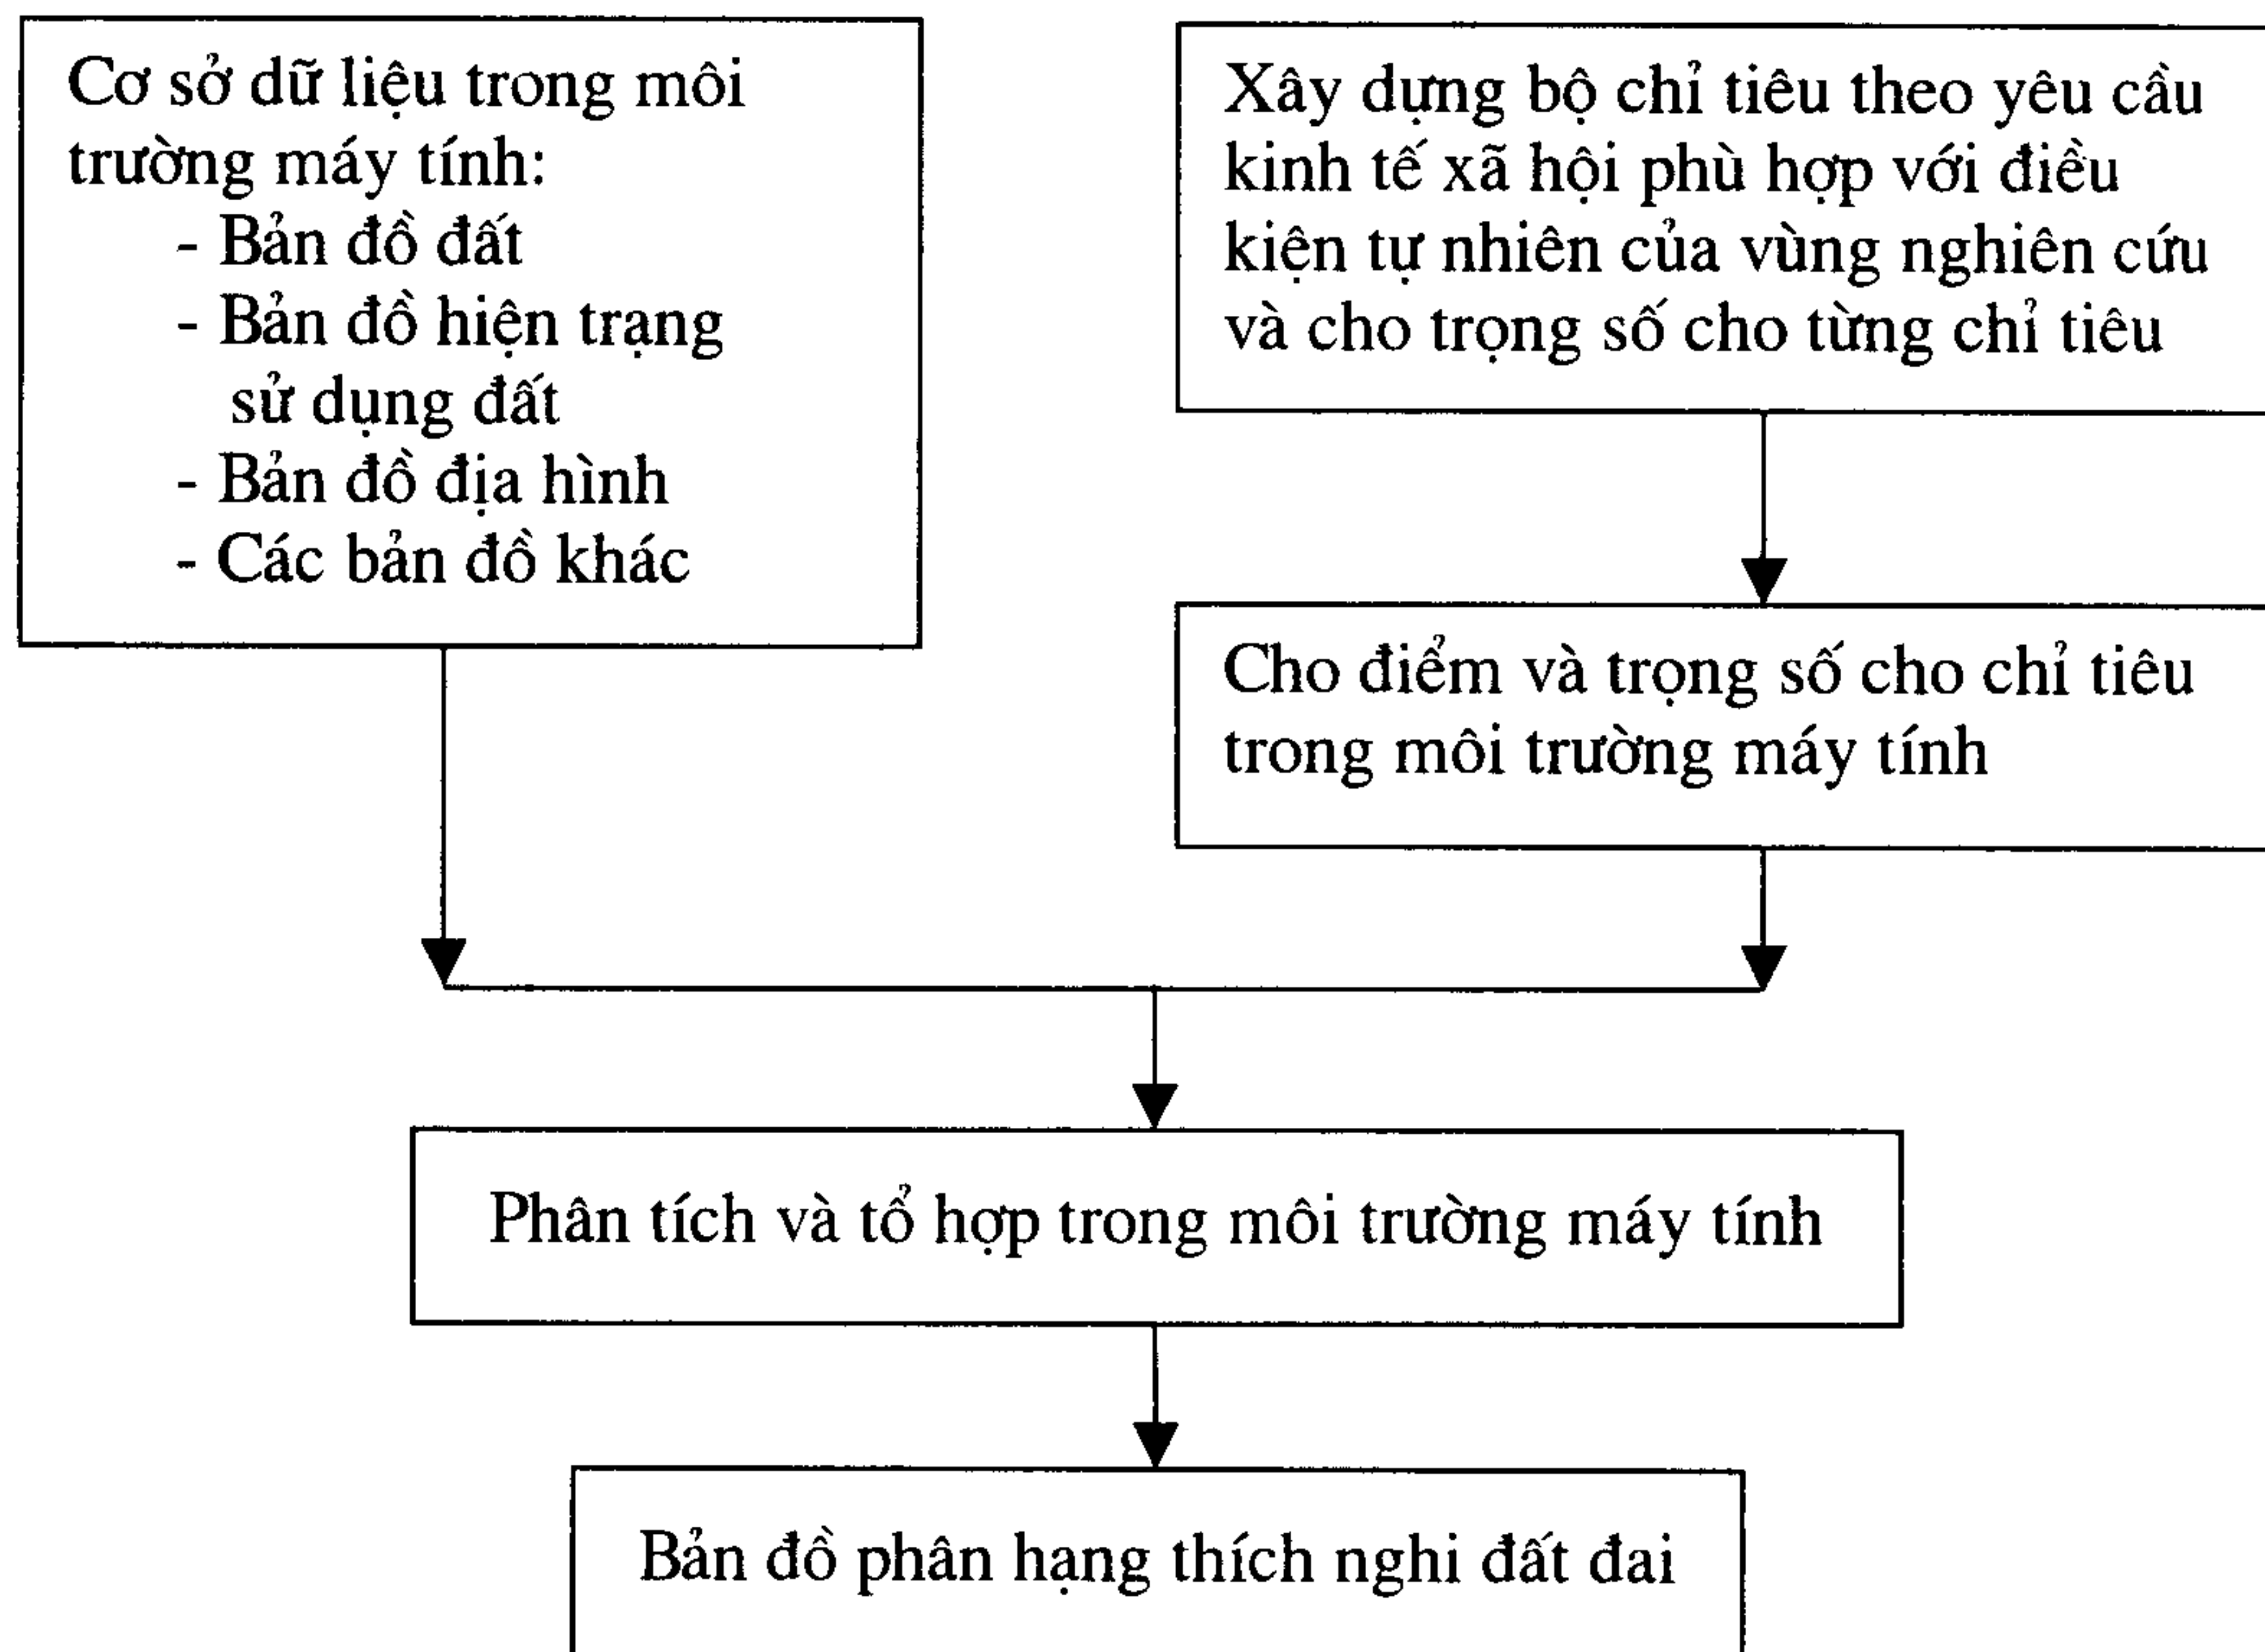 Cơ sở dữ liệu trong môi
trường máy tính:
- Bản đồ đất
- Bản đồ hiện trạng
sử dụng đất
- Bản đồ địa hình
- Các bản đồ khác
Xây dựng bộ chỉ tiêu theo yêu cầu
kinh tế xã hội phù hợp với điều
kiện tự nhiên của vùng nghiên cứu
và cho trọng số cho từng chỉ tiêu
Cho điểm và trọng số cho chỉ tiêu
trong môi trường máy tính
Phân tích và tổ hợp trong môi trường máy tính
Bản đồ phân hạng thích nghi đất đai